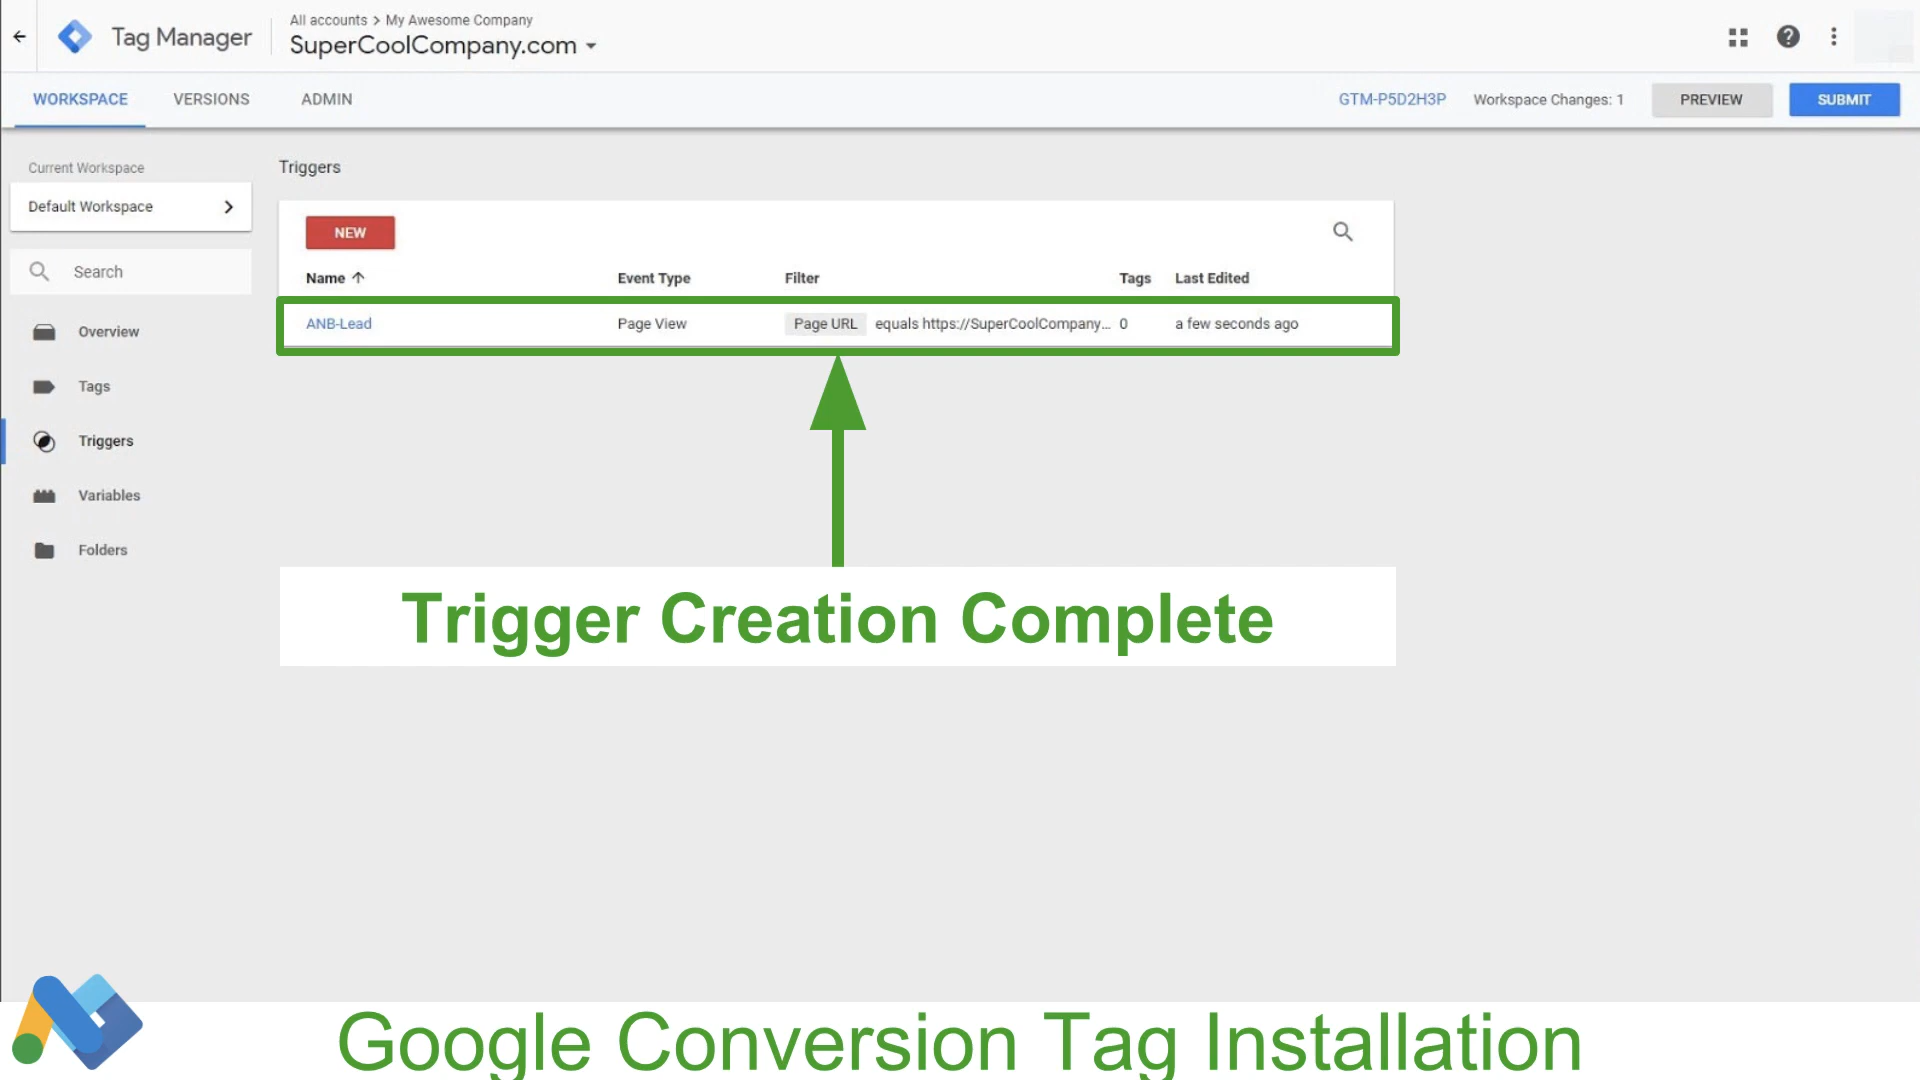 All accounts > My Awesome Company
Tag Manager
SuperCoolCompany.com
WORKSPACE VERSIONS ADMIN
GTM-P5D2H3P Workspace Changes: 1 PREVIEW SUBMIT
Current Workspace
Default Workspace
Search
Overview
Tags
Triggers
Variables
Folders
Triggers
NEW
Name Event Type Filter Tags Last Edited
ANB-Lead Page View Page URL equals https://SuperCoolCompany... 0 a few seconds ago
Trigger Creation Complete
Google Conversion Tag Installation